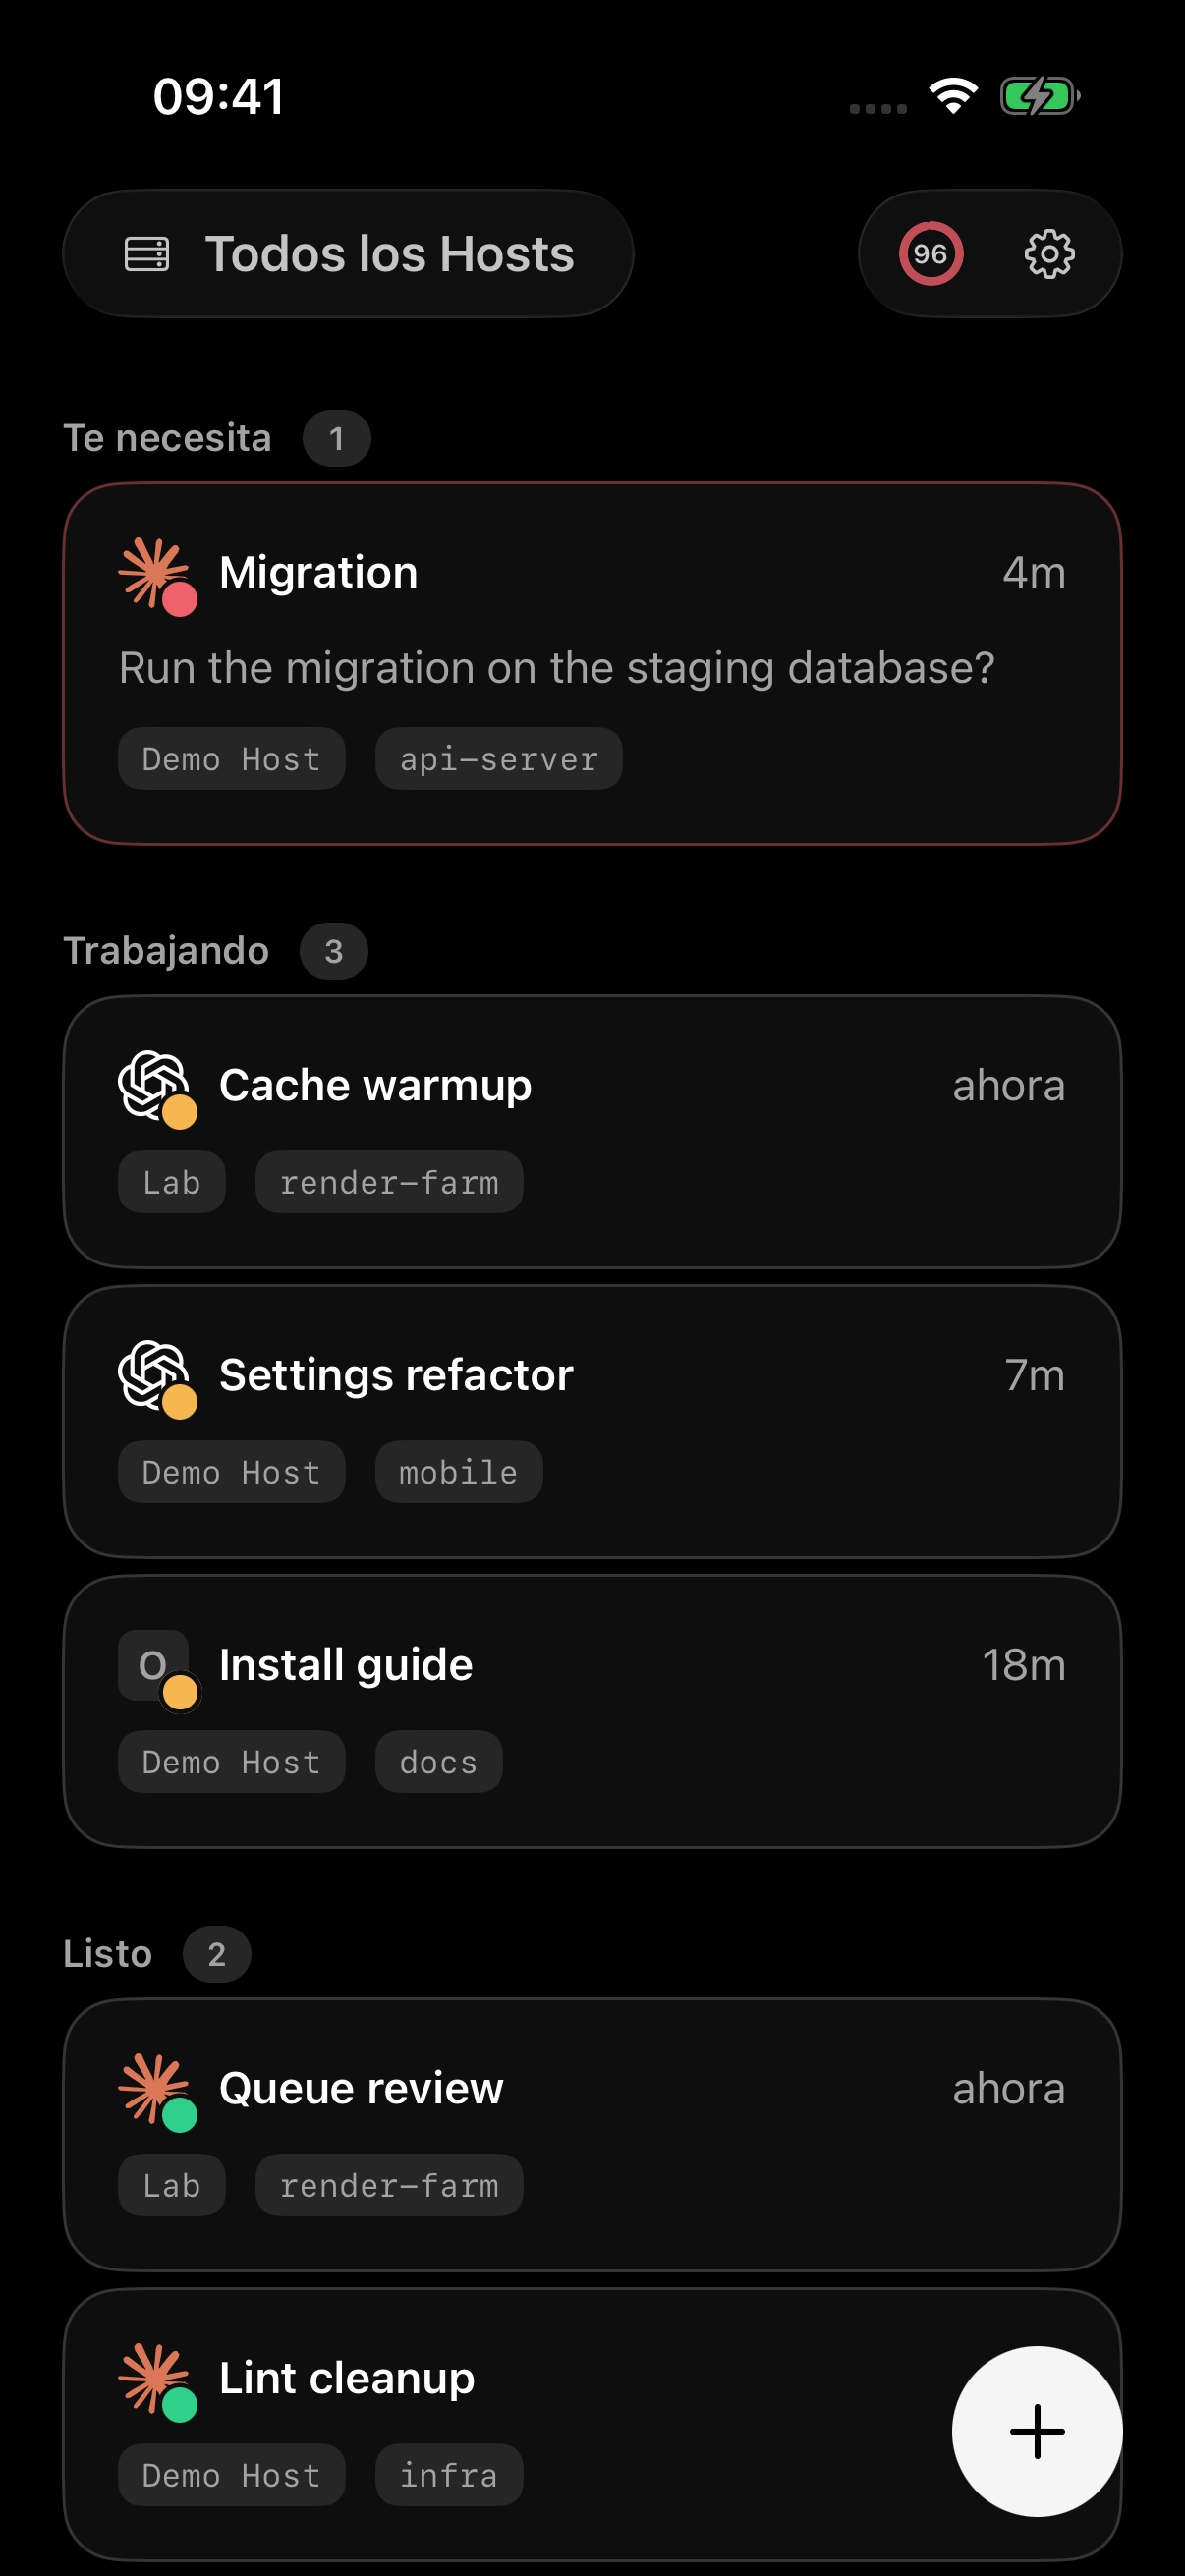 09:41
Todos los Hosts
96
Te necesita 1
Migration 4m
Run the migration on the staging database?
Demo Host api-server
Trabajando 3
Cache warmup ahora
Lab render-farm
Settings refactor 7m
Demo Host mobile
O Install guide 18m
Demo Host docs
Listo 2
Queue review ahora
Lab render-farm
Lint cleanup
Demo Host infra